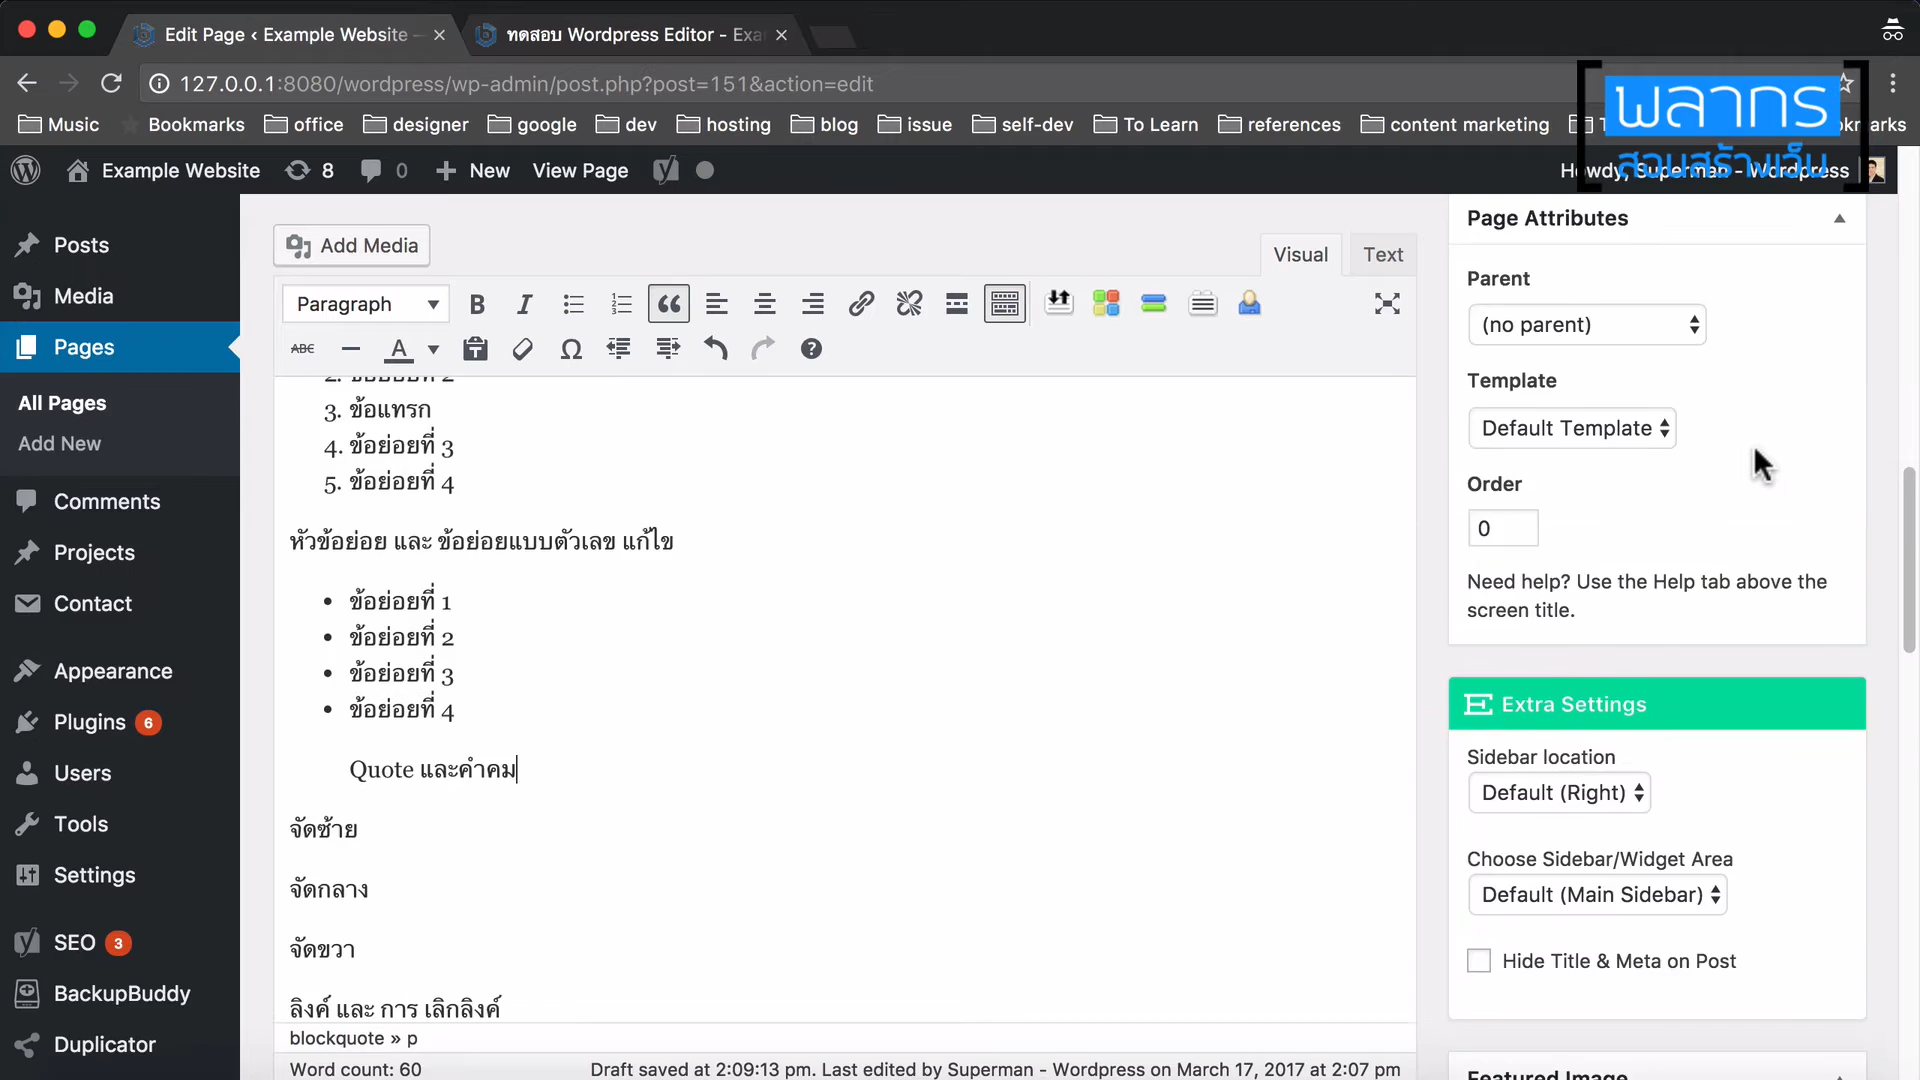 Edit Page ‹ Example Website
ทดสอบ Wordpress Editor - Exa
127.0.0.1:8080/wordpress/wp-admin/post.php?post=151&action=edit
Music
Bookmarks
office
designer
google
dev
hosting
blog
issue
self-dev
To Learn
references
content marketing
พลากร
สวนสร้างเว็บ
Example Website
8
0
New
View Page
Howdy, Superman - Wordpress
Posts
Media
Pages
All Pages
Add New
Comments
Projects
Contact
Appearance
Plugins 6
Users
Tools
Settings
SEO 3
BackupBuddy
Duplicator
Add Media
Visual
Text
Paragraph
B I
ABC
A
3. ข้อแทรก
4. ข้อย่อยที่ 3
5. ข้อย่อยที่ 4
หัวข้อย่อย และ ข้อย่อยแบบตัวเลข แก้ไข
• ข้อย่อยที่ 1
• ข้อย่อยที่ 2
• ข้อย่อยที่ 3
• ข้อย่อยที่ 4
Quote และคำคม
จัดซ้าย
จัดกลาง
จัดขวา
ลิงค์ และ การ เลิกลิงค์
blockquote » p
Word count: 60
Draft saved at 2:09:13 pm. Last edited by Superman - Wordpress on March 17, 2017 at 2:07 pm
Page Attributes
Parent
(no parent)
Template
Default Template
Order
0
Need help? Use the Help tab above the
screen title.
Extra Settings
Sidebar location
Default (Right)
Choose Sidebar/Widget Area
Default (Main Sidebar)
Hide Title & Meta on Post
Featured Image